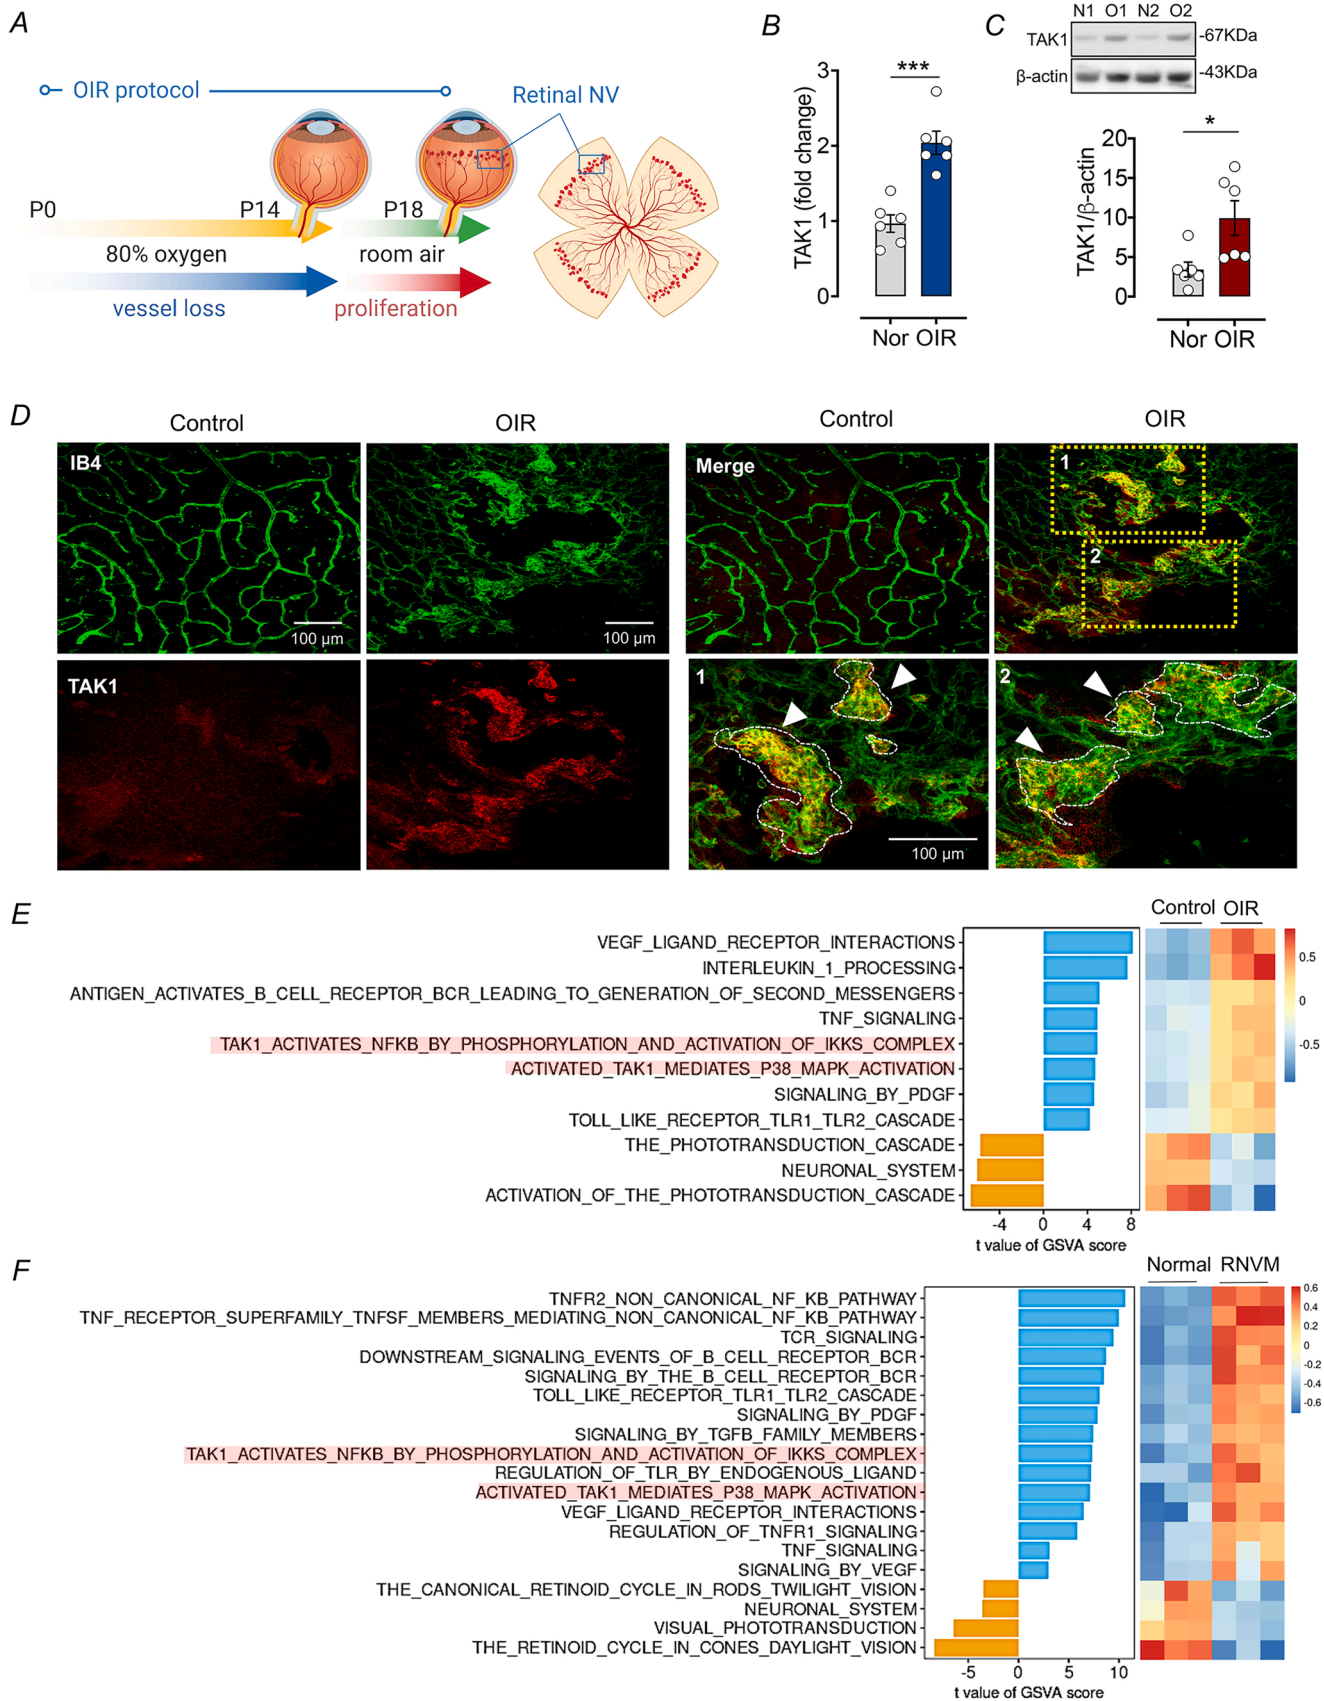 A
OIR protocol
Retinal NV
P0
P14
P18
80% oxygen
room air
vessel loss
proliferation
B
***
TAK1 (fold change)
3
2
1
0
Nor OIR
C
N1 O1 N2 O2
TAK1
-67KDa
β-actin
-43KDa
*
TAK1/β-actin
20
15
10
5
0
Nor OIR
D
Control
OIR
Control
OIR
IB4
100 µm
100 µm
Merge
1
2
TAK1
1
100 µm
2
E
Control OIR
VEGF_LIGAND_RECEPTOR_INTERACTIONS
INTERLEUKIN_1_PROCESSING
ANTIGEN_ACTIVATES_B_CELL_RECEPTOR_BCR_LEADING_TO_GENERATION_OF_SECOND_MESSENGERS
TNF_SIGNALING
TAK1_ACTIVATES_NFKB_BY_PHOSPHORYLATION_AND_ACTIVATION_OF_IKKS_COMPLEX
ACTIVATED_TAK1_MEDIATES_P38_MAPK_ACTIVATION
SIGNALING_BY_PDGF
TOLL_LIKE_RECEPTOR_TLR1_TLR2_CASCADE
THE_PHOTOTRANSDUCTION_CASCADE
NEURONAL_SYSTEM
ACTIVATION_OF_THE_PHOTOTRANSDUCTION_CASCADE
-4 0 4 8
t value of GSVA score
0.5
0
-0.5
F
Normal RNVM
TNFR2_NON_CANONICAL_NF_KB_PATHWAY
TNF_RECEPTOR_SUPERFAMILY_TNFSF_MEMBERS_MEDIATING_NON_CANONICAL_NF_KB_PATHWAY
TCR_SIGNALING
DOWNSTREAM_SIGNALING_EVENTS_OF_B_CELL_RECEPTOR_BCR
SIGNALING_BY_THE_B_CELL_RECEPTOR_BCR
TOLL_LIKE_RECEPTOR_TLR1_TLR2_CASCADE
SIGNALING_BY_PDGF
SIGNALING_BY_TGFB_FAMILY_MEMBERS
TAK1_ACTIVATES_NFKB_BY_PHOSPHORYLATION_AND_ACTIVATION_OF_IKKS_COMPLEX
REGULATION_OF_TLR_BY_ENDOGENOUS_LIGAND
ACTIVATED_TAK1_MEDIATES_P38_MAPK_ACTIVATION
VEGF_LIGAND_RECEPTOR_INTERACTIONS
REGULATION_OF_TNFR1_SIGNALING
TNF_SIGNALING
SIGNALING_BY_VEGF
THE_CANONICAL_RETINOID_CYCLE_IN_RODS_TWILIGHT_VISION
NEURONAL_SYSTEM
VISUAL_PHOTOTRANSDUCTION
THE_RETINOID_CYCLE_IN_CONES_DAYLIGHT_VISION
-5 0 5 10
t value of GSVA score
0.6
0.4
0.2
0
-0.2
-0.4
-0.6